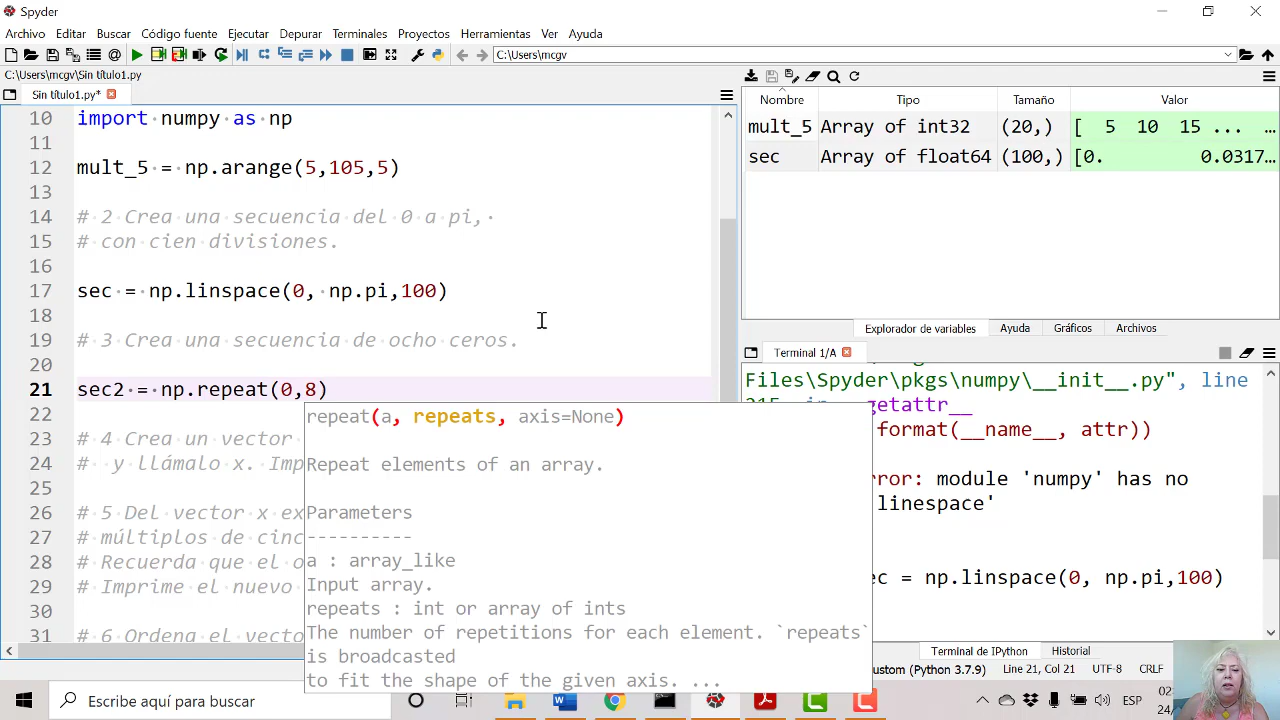 Spyder
Archivo Editar Buscar Código fuente Ejecutar Depurar Terminales Proyectos Herramientas Ver Ayuda
C:\Users\mcgv
C:\Users\mcgv\Sin título1.py
Sin título1.py*
10 import numpy as np
11
12 mult_5 = np.arange(5,105,5)
13
14 # 2 Crea una secuencia del 0 a pi,
15 # con cien divisiones.
16
17 sec = np.linspace(0, np.pi,100)
18
19 # 3 Crea una secuencia de ocho ceros.
20
21 sec2 = np.repeat(0,8)
22
23 # 4 Crea un vector
24 # y llámalo x. Imp
25
26 # 5 Del vector x ex
27 # múltiplos de cinc
28 # Recuerda que el o
29 # Imprime el nuevo
30
31 # 6 Ordena el vecto
repeat(a, repeats, axis=None)
Repeat elements of an array.
Parameters
----------
a : array_like
Input array.
repeats : int or array of ints
The number of repetitions for each element. `repeats`
is broadcasted
to fit the shape of the given axis. ...
Nombre Tipo Tamaño Valor
mult_5 Array of int32 (20,) [ 5 10 15 ... ...
sec Array of float64 (100,) [0. 0.0317...
Explorador de variables Ayuda Gráficos Archivos
Terminal 1/A
Files\Spyder\pkgs\numpy\__init__.py", line
getattr__
format(__name__, attr))
rror: module 'numpy' has no
linespace'
ec = np.linspace(0, np.pi,100)
Terminal de IPython Historial
custom (Python 3.7.9) Line 21, Col 21 UTF-8 CRLF
Escribe aquí para buscar
ESP
02
24/